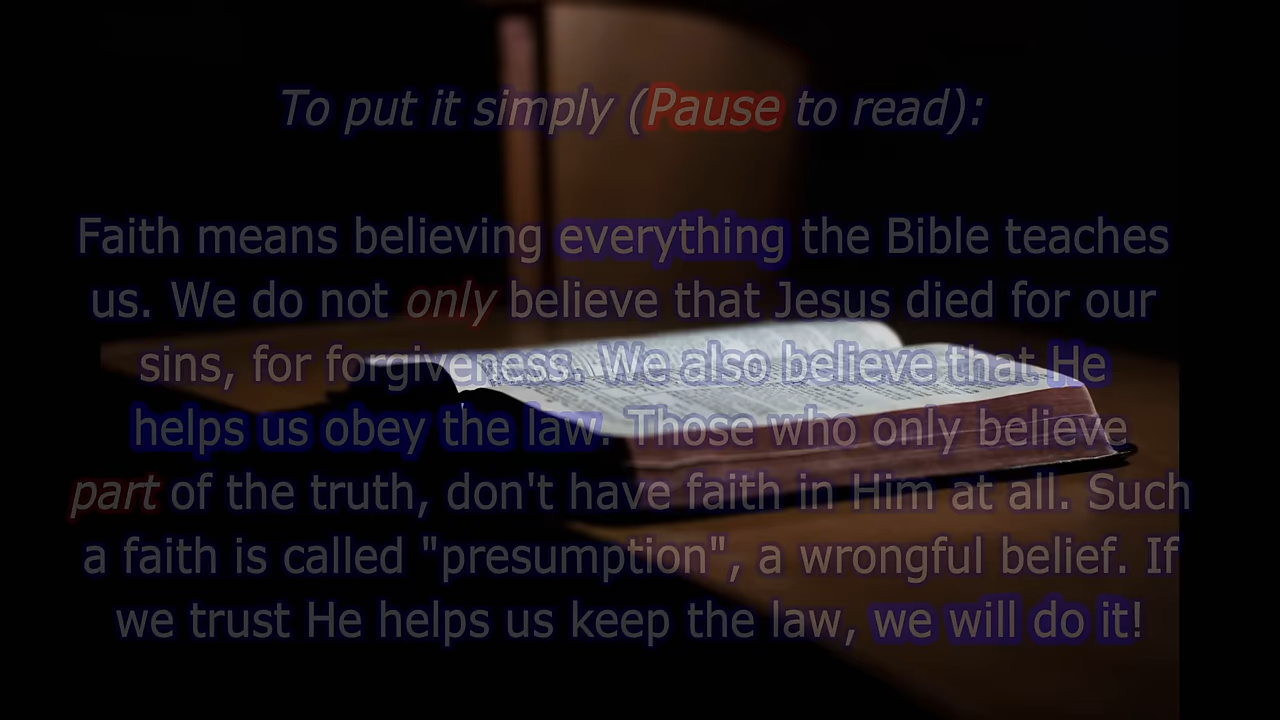 To put it simply (Pause to read):
Faith means believing everything the Bible teaches
us. We do not only believe that Jesus died for our
sins, for forgiveness. We also believe that He
helps us obey the law. Those who only believe
part of the truth, don't have faith in Him at all. Such
a faith is called "presumption", a wrongful belief. If
we trust He helps us keep the law, we will do it!